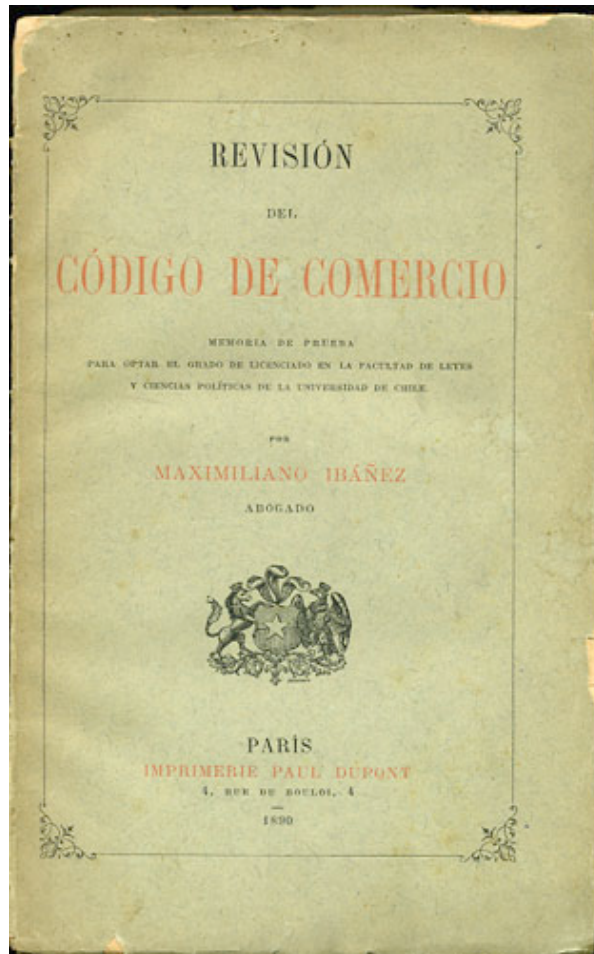 REVISIÓN
DEL
CÓDIGO DE COMERCIO
MEMORIA DE PRUEBA
PARA OPTAR EL GRADO DE LICENCIADO EN LA FACULTAD DE LEYES
Y CIENCIAS POLÍTICAS DE LA UNIVERSIDAD DE CHILE.
POR
MAXIMILIANO IBÁÑEZ
ABOGADO
PARÍS
IMPRIMERIE PAUL DUPONT
4, RUE DU BOULOI, 4
1890